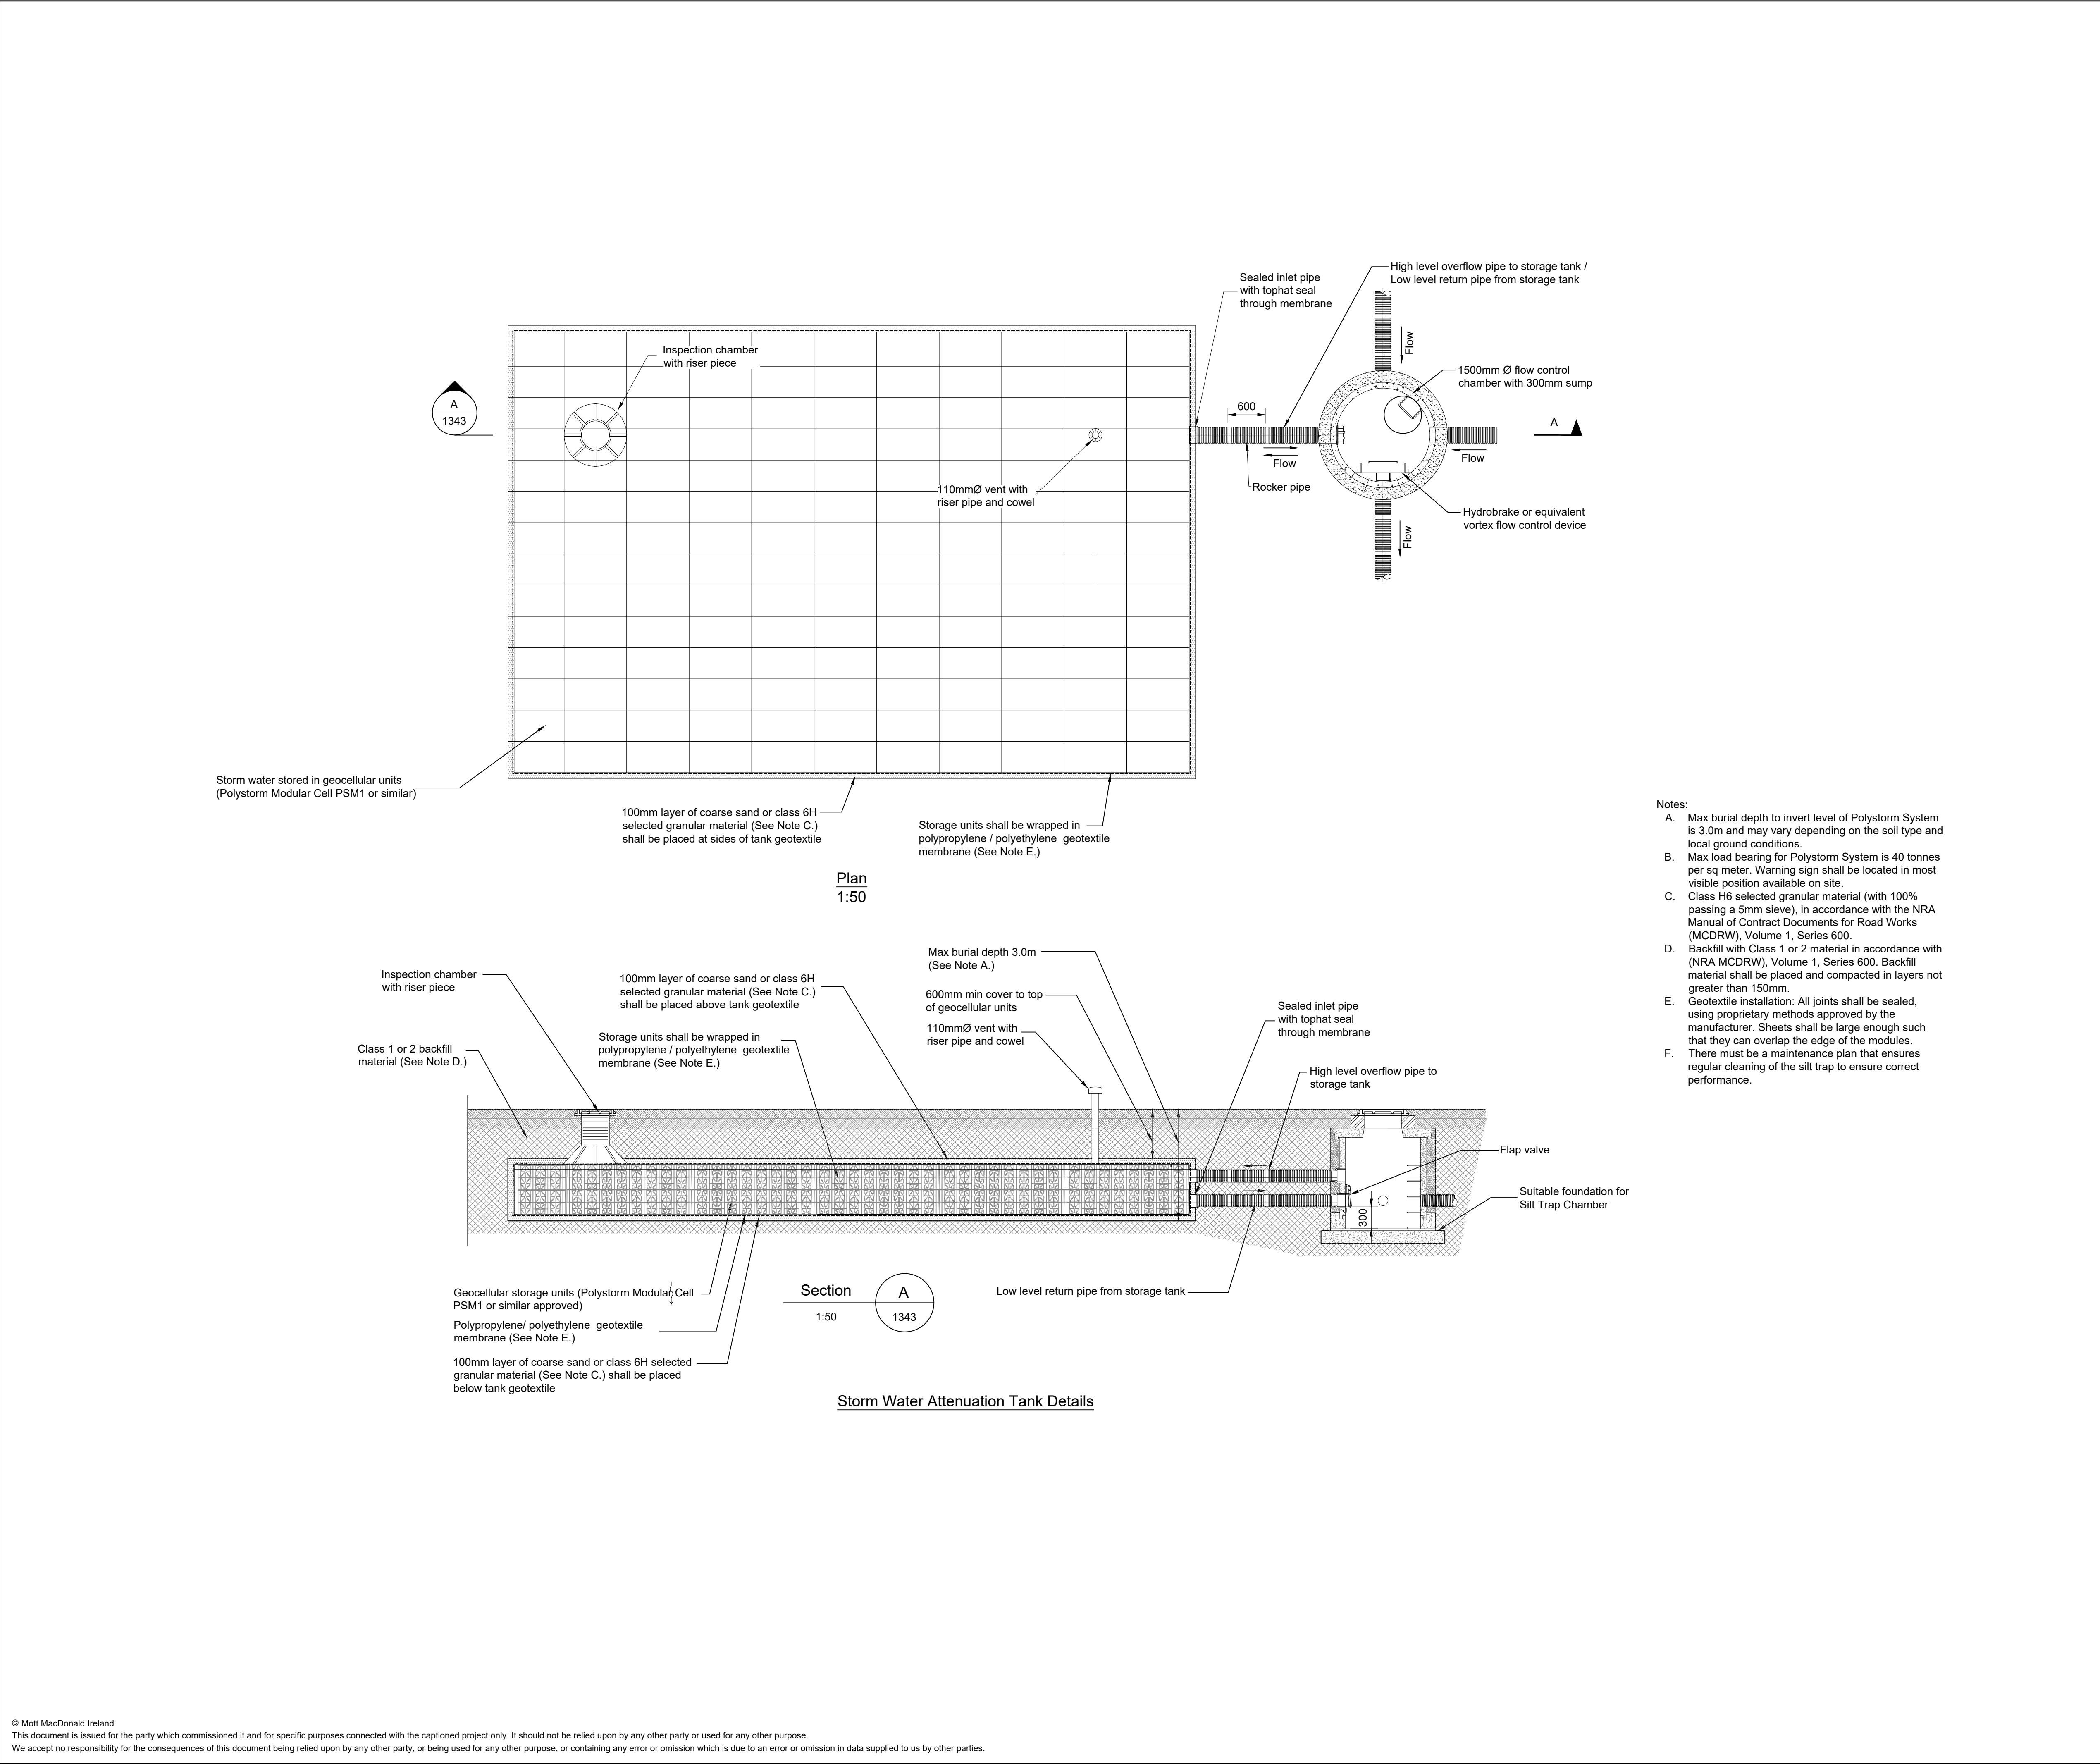 High level overflow pipe to storage tank /
Low level return pipe from storage tank
Sealed inlet pipe
with tophat seal
through membrane
Flow
Inspection chamber
with riser piece
1500mm Ø flow control
chamber with 300mm sump
A
1343
600
A
Flow
Flow
Rocker pipe
110mmØ vent with
riser pipe and cowel
Hydrobrake or equivalent
vortex flow control device
Flow
Storm water stored in geocellular units
(Polystorm Modular Cell PSM1 or similar)
100mm layer of coarse sand or class 6H
selected granular material (See Note C.)
shall be placed at sides of tank geotextile
Storage units shall be wrapped in
polypropylene / polyethylene geotextile
membrane (See Note E.)
Plan
1:50
Notes:
A. Max burial depth to invert level of Polystorm System
is 3.0m and may vary depending on the soil type and
local ground conditions.
B. Max load bearing for Polystorm System is 40 tonnes
per sq meter. Warning sign shall be located in most
visible position available on site.
C. Class H6 selected granular material (with 100%
passing a 5mm sieve), in accordance with the NRA
Manual of Contract Documents for Road Works
(MCDRW), Volume 1, Series 600.
D. Backfill with Class 1 or 2 material in accordance with
(NRA MCDRW), Volume 1, Series 600. Backfill
material shall be placed and compacted in layers not
greater than 150mm.
E. Geotextile installation: All joints shall be sealed,
using proprietary methods approved by the
manufacturer. Sheets shall be large enough such
that they can overlap the edge of the modules.
F. There must be a maintenance plan that ensures
regular cleaning of the silt trap to ensure correct
performance.
Max burial depth 3.0m
(See Note A.)
Inspection chamber
with riser piece
100mm layer of coarse sand or class 6H
selected granular material (See Note C.)
shall be placed above tank geotextile
600mm min cover to top
of geocellular units
Sealed inlet pipe
with tophat seal
through membrane
110mmØ vent with
riser pipe and cowel
Storage units shall be wrapped in
polypropylene / polyethylene geotextile
membrane (See Note E.)
Class 1 or 2 backfill
material (See Note D.)
High level overflow pipe to
storage tank
Flap valve
Suitable foundation for
Silt Trap Chamber
300
Geocellular storage units (Polystorm Modular Cell
PSM1 or similar approved)
Polypropylene/ polyethylene geotextile
membrane (See Note E.)
100mm layer of coarse sand or class 6H selected
granular material (See Note C.) shall be placed
below tank geotextile
Section
1:50
A
1343
Low level return pipe from storage tank
Storm Water Attenuation Tank Details
© Mott MacDonald Ireland
This document is issued for the party which commissioned it and for specific purposes connected with the captioned project only. It should not be relied upon by any other party or used for any other purpose.
We accept no responsibility for the consequences of this document being relied upon by any other party, or being used for any other purpose, or containing any error or omission which is due to an error or omission in data supplied to us by other parties.